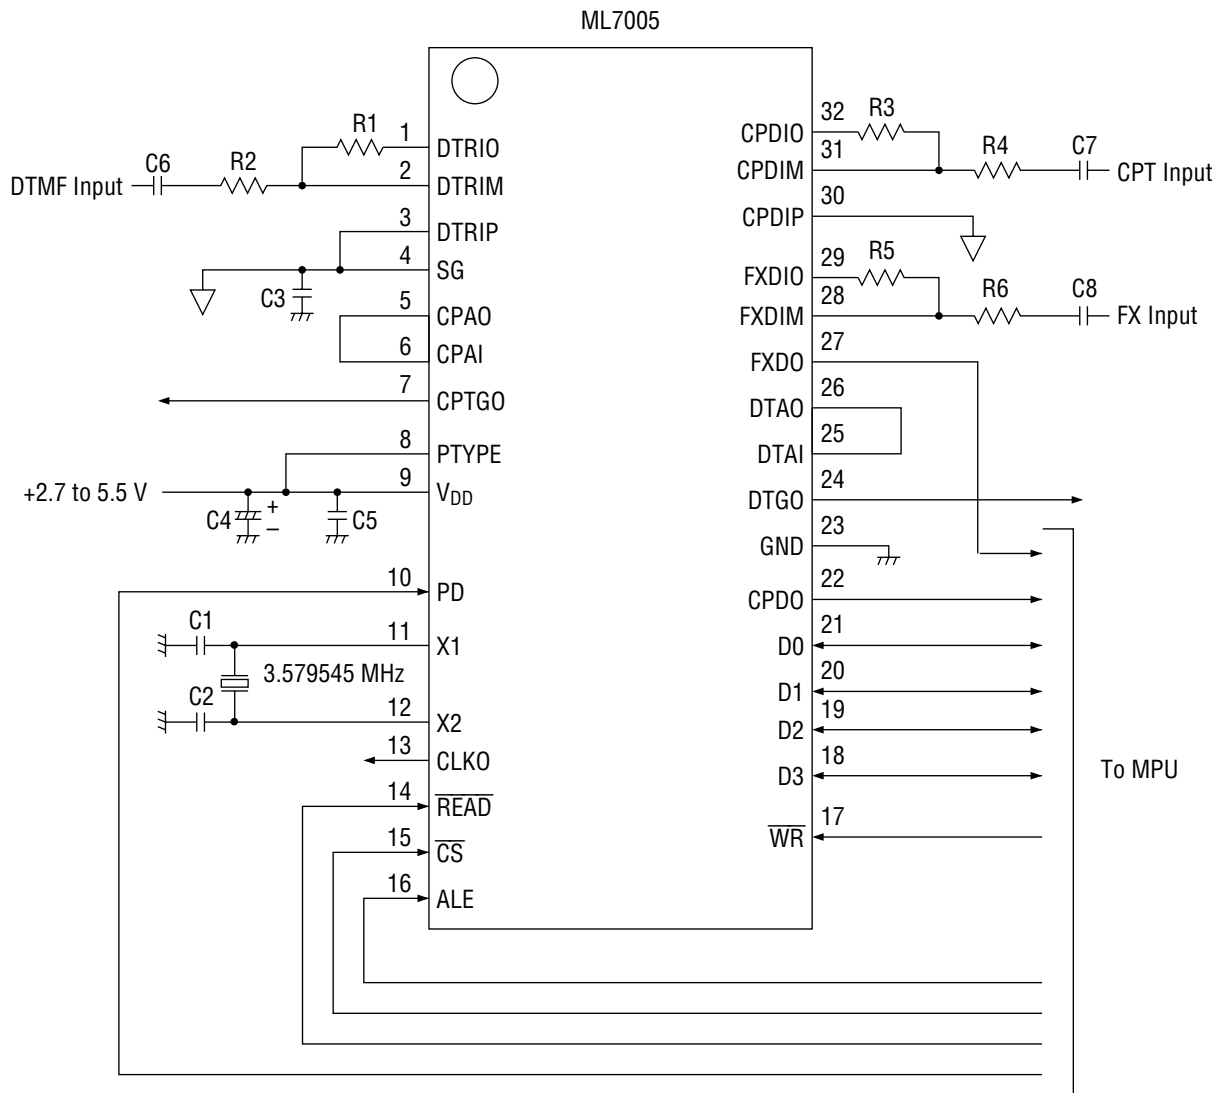 ML7005
DTMF Input
C6
R2
R1
1
DTRIO
2
DTRIM
3
DTRIP
4
SG
C3
5
CPAO
6
CPAI
7
CPTGO
8
PTYPE
+2.7 to 5.5 V
9
VDD
C4
+
–
C5
10
PD
C1
11
X1
3.579545 MHz
C2
12
X2
13
CLKO
14
READ
15
CS
16
ALE
CPDIO
32
R3
CPDIM
31
R4
C7
CPT Input
CPDIP
30
FXDIO
29
R5
FXDIM
28
R6
C8
FX Input
FXDO
27
DTAO
26
DTAI
25
DTGO
24
GND
23
CPDO
22
D0
21
D1
20
D2
19
D3
18
WR
17
To MPU